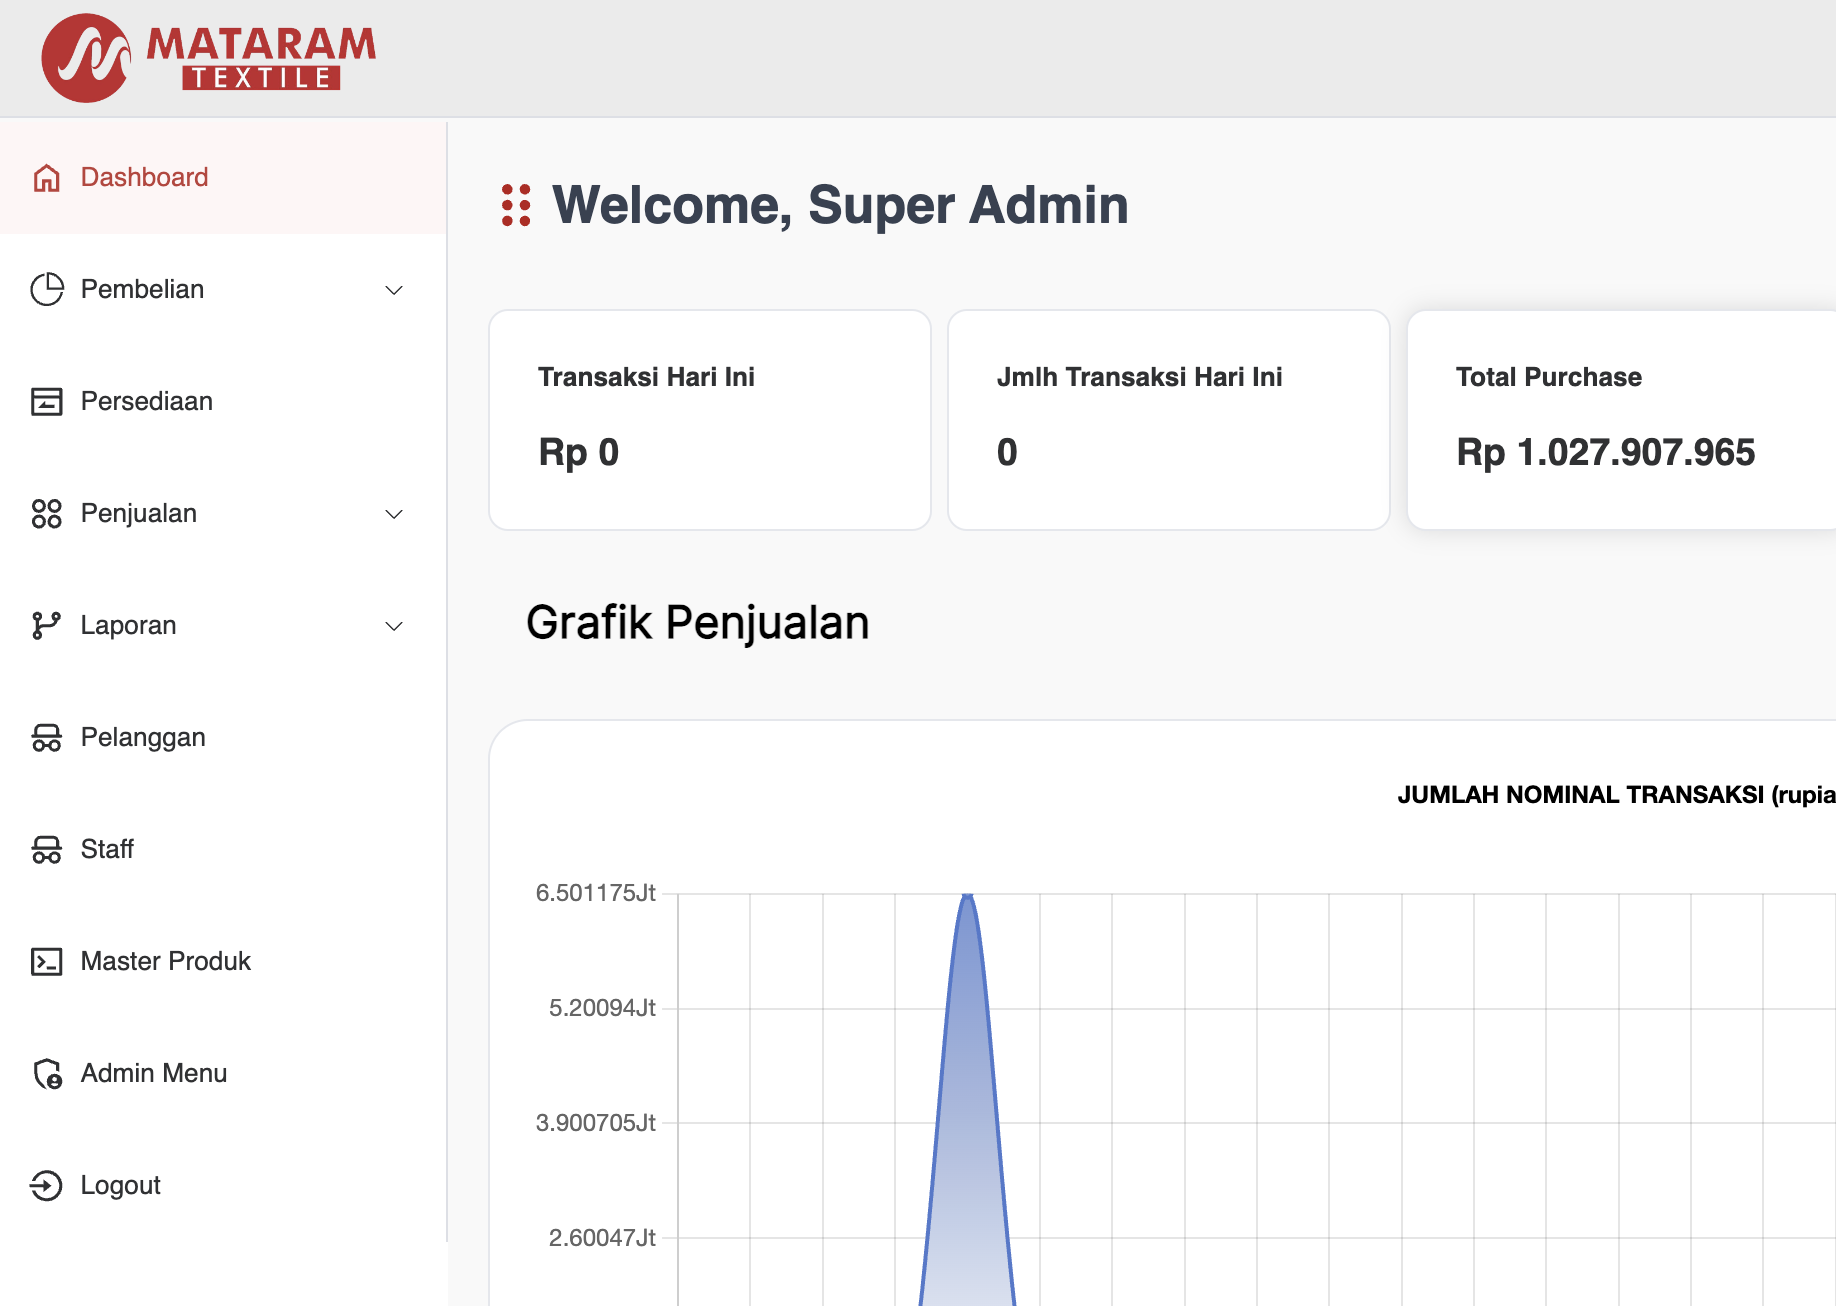 MATARAM
TEXTILE
Dashboard
Pembelian
Persediaan
Penjualan
Laporan
Pelanggan
Staff
Master Produk
Admin Menu
Logout
Welcome, Super Admin
Transaksi Hari Ini
Rp 0
Jmlh Transaksi Hari Ini
0
Total Purchase
Rp 1.027.907.965
Grafik Penjualan
JUMLAH NOMINAL TRANSAKSI (rupia
6.501175Jt
5.20094Jt
3.900705Jt
2.60047Jt